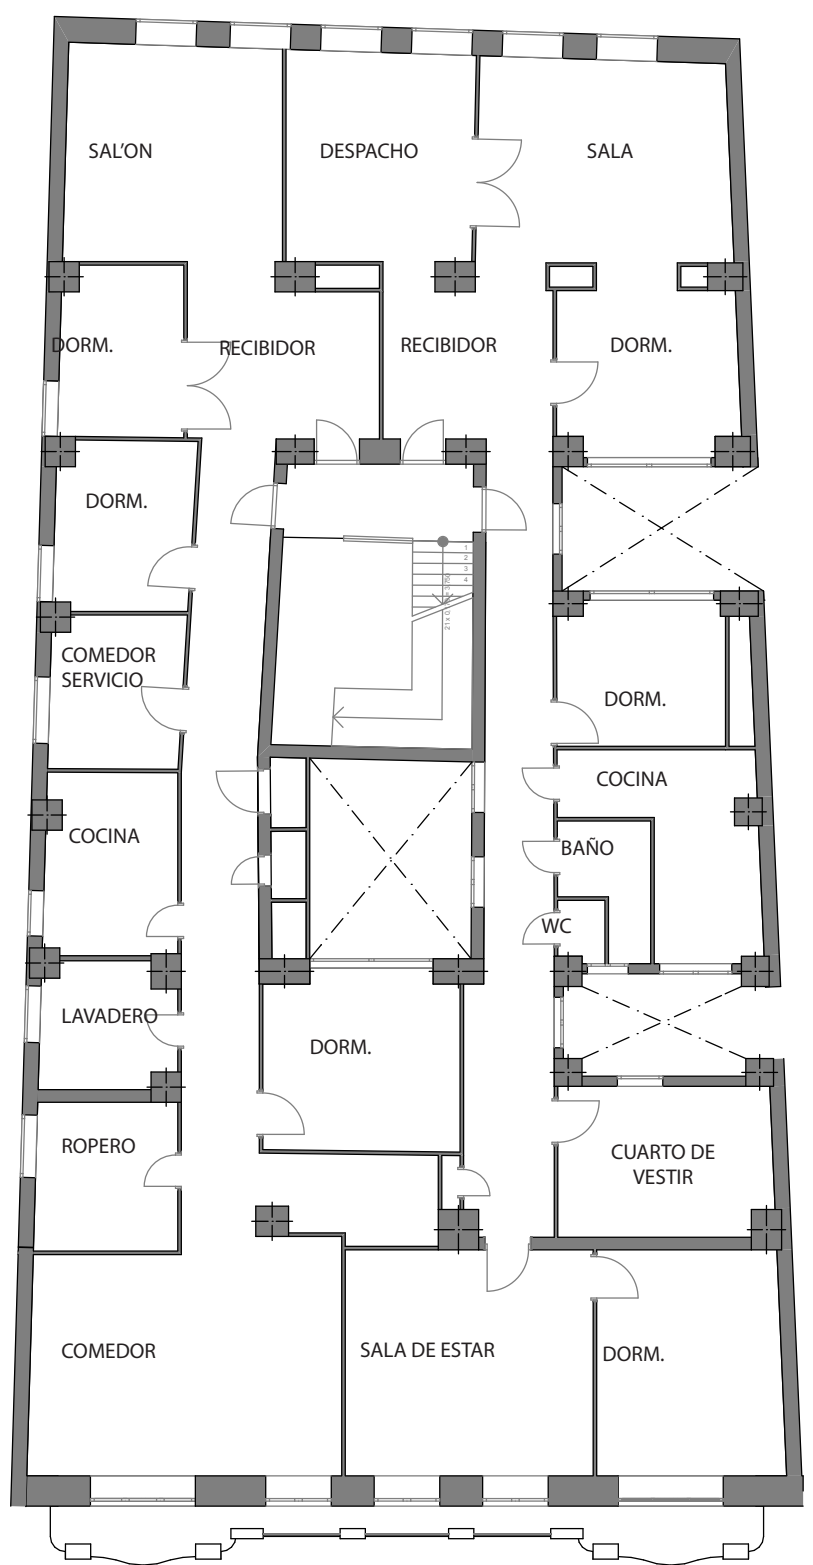 SAL'ON
DESPACHO
SALA
DORM.
RECIBIDOR
RECIBIDOR
DORM.
DORM.
1
2
3
4
COMEDOR
SERVICIO
DORM.
COCINA
COCINA
BAÑO
WC
LAVADERO
DORM.
ROPERO
CUARTO DE
VESTIR
COMEDOR
SALA DE ESTAR
DORM.